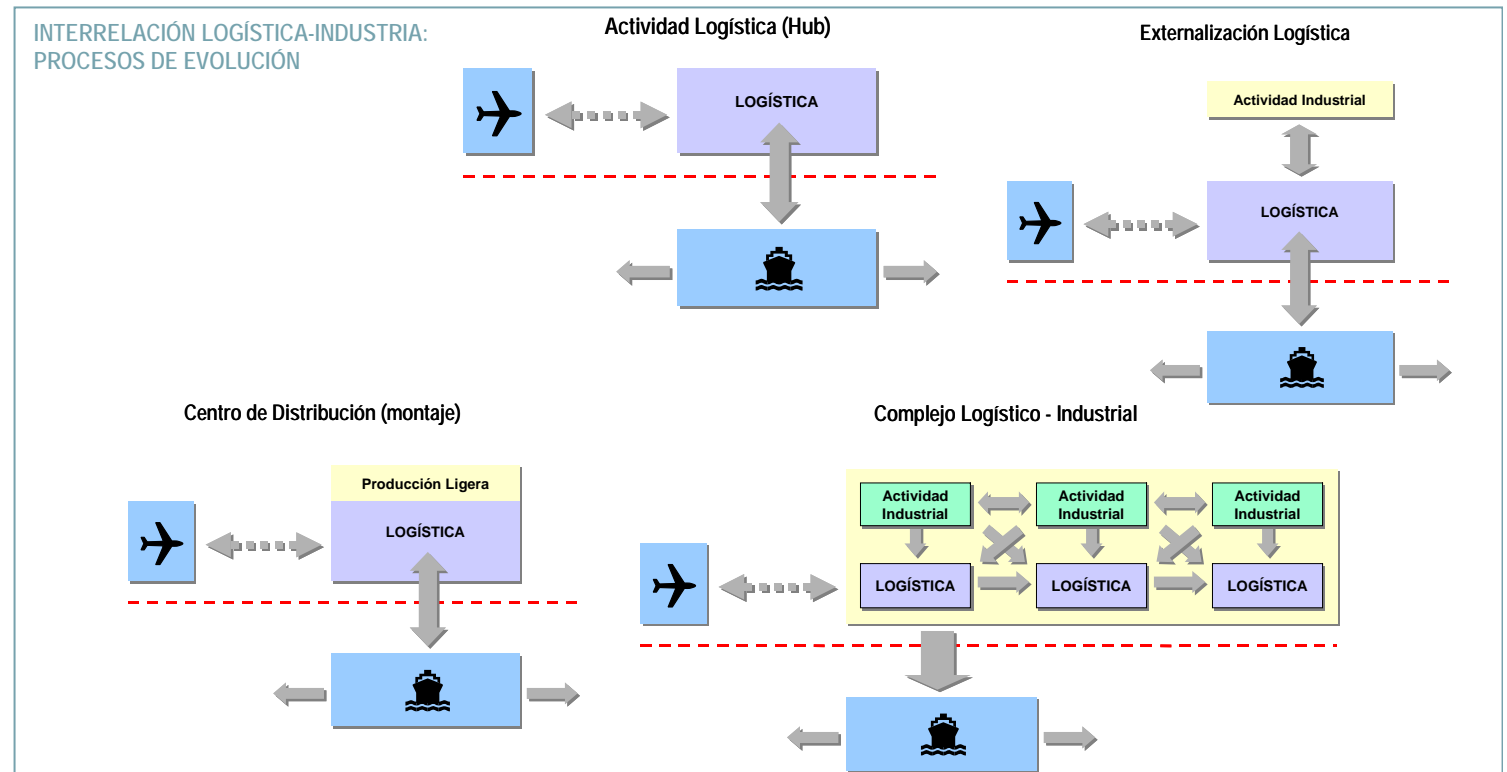 INTERRELACIÓN LOGÍSTICA-INDUSTRIA:
PROCESOS DE EVOLUCIÓN
Actividad Logística (Hub)
LOGÍSTICA
Externalización Logística
Actividad Industrial
LOGÍSTICA
Centro de Distribución (montaje)
Producción Ligera
LOGÍSTICA
Complejo Logístico - Industrial
Actividad
Industrial
Actividad
Industrial
Actividad
Industrial
LOGÍSTICA
LOGÍSTICA
LOGÍSTICA